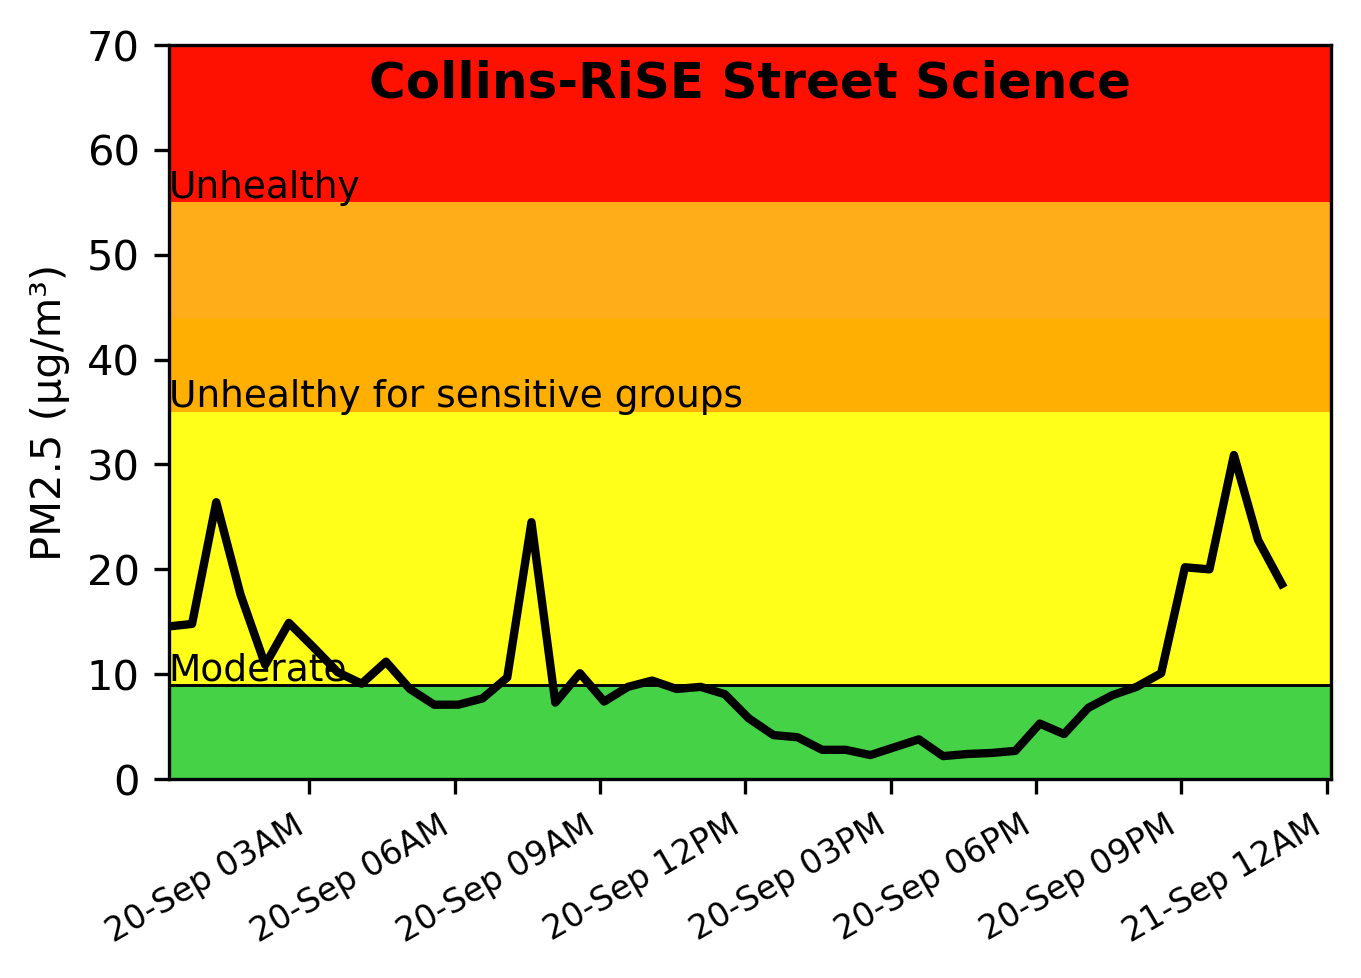 Collins-RiSE Street Science
PM2.5 (µg/m³)
70
60
50
40
30
20
10
0
Unhealthy
Unhealthy for sensitive groups
Moderate
20-Sep 03AM
20-Sep 06AM
20-Sep 09AM
20-Sep 12PM
20-Sep 03PM
20-Sep 06PM
20-Sep 09PM
21-Sep 12AM